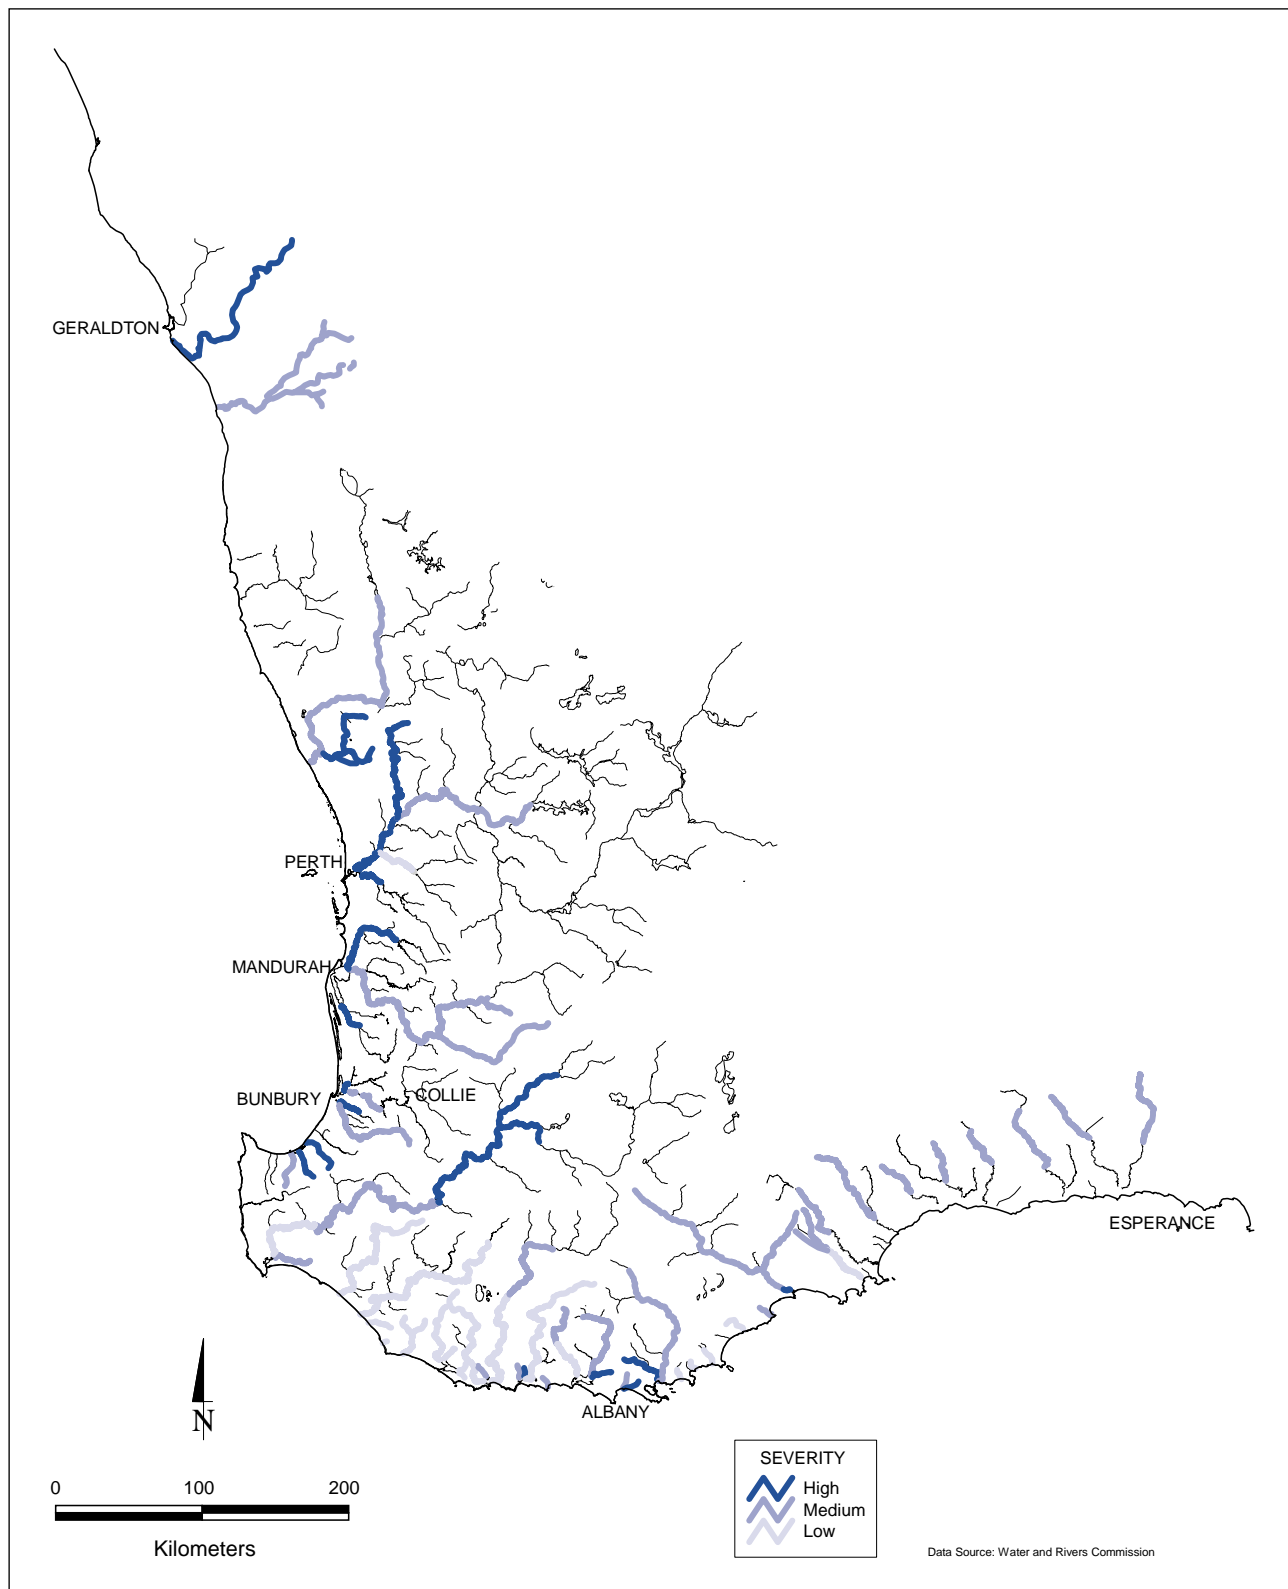 GERALDTON
PERTH
MANDURAH
BUNBURY
COLLIE
ESPERANCE
ALBANY
N
0 100 200
Kilometers
SEVERITY
High
Medium
Low
Data Source: Water and Rivers Commission